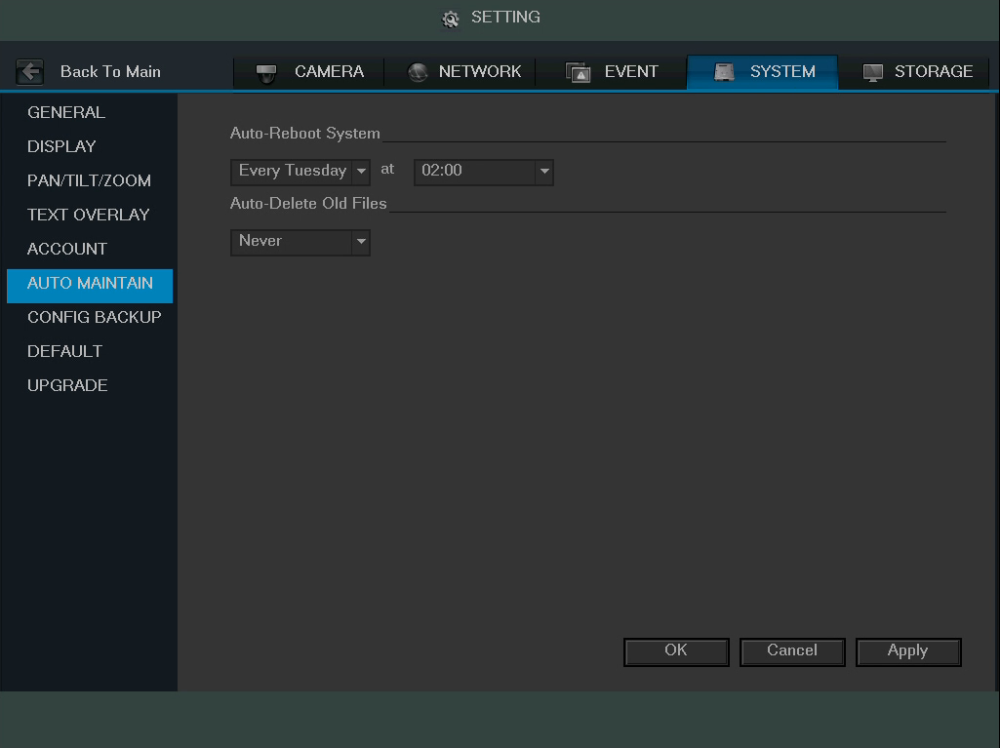 SETTING
Back To Main
CAMERA
NETWORK
EVENT
SYSTEM
STORAGE
GENERAL
DISPLAY
PAN/TILT/ZOOM
TEXT OVERLAY
ACCOUNT
AUTO MAINTAIN
CONFIG BACKUP
DEFAULT
UPGRADE
Auto-Reboot System
Every Tuesday at 02:00
Auto-Delete Old Files
Never
OK Cancel Apply